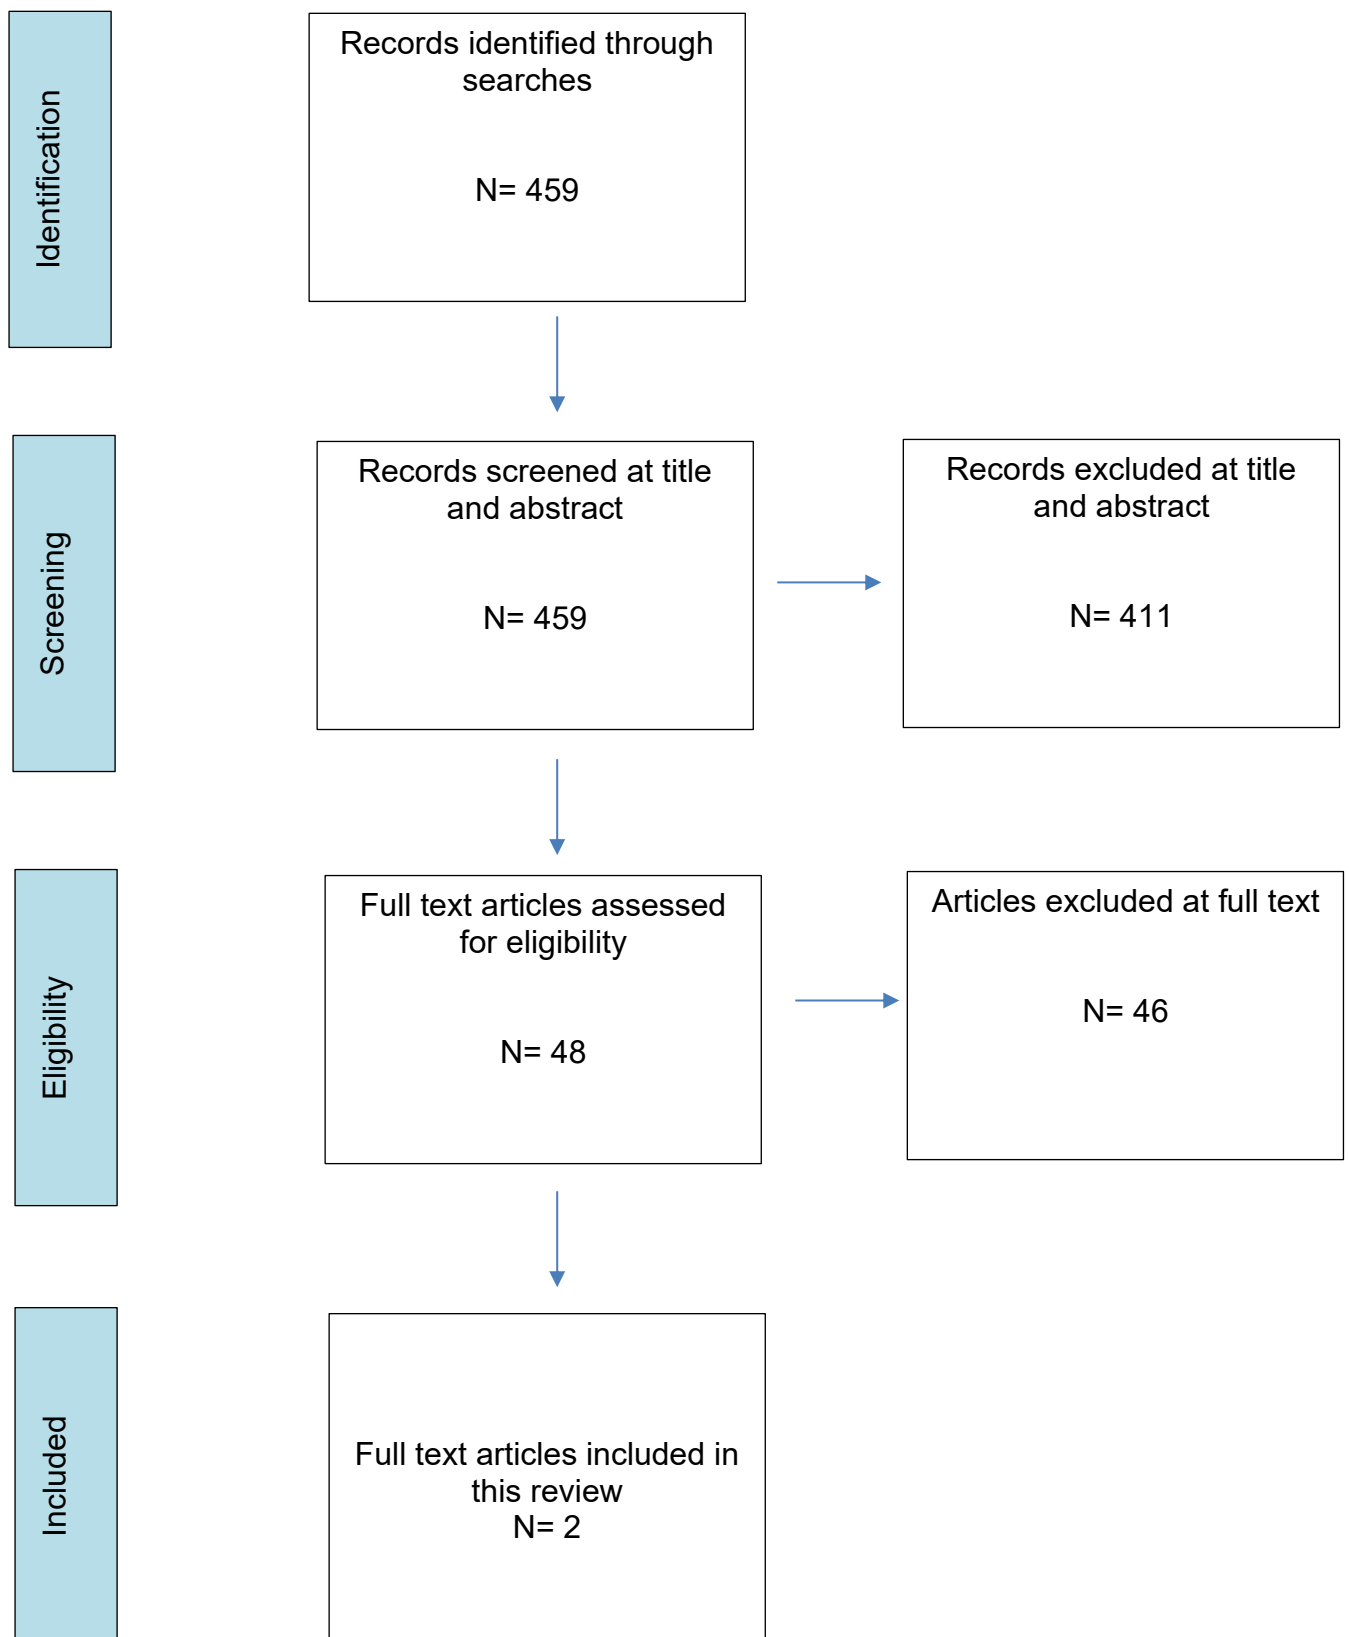 Identification
Records identified through
searches
N= 459
Screening
Records screened at title
and abstract
N= 459
Records excluded at title
and abstract
N= 411
Eligibility
Full text articles assessed
for eligibility
N= 48
Articles excluded at full text
N= 46
Included
Full text articles included in
this review
N= 2